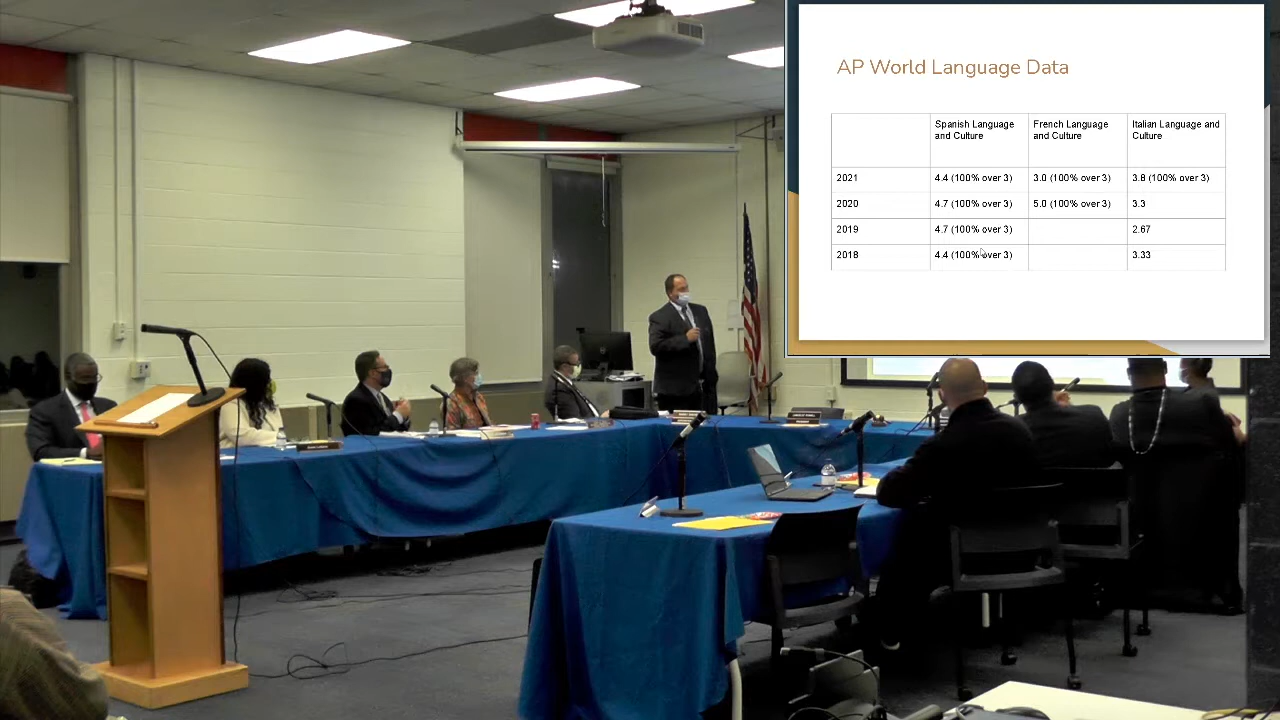 AP World Language Data
Spanish Language and Culture
French Language and Culture
Italian Language and Culture
2021 4.4 (100% over 3) 3.0 (100% over 3) 3.8 (100% over 3)
2020 4.7 (100% over 3) 5.0 (100% over 3) 3.3
2019 4.7 (100% over 3) 2.67
2018 4.4 (100% over 3) 3.33